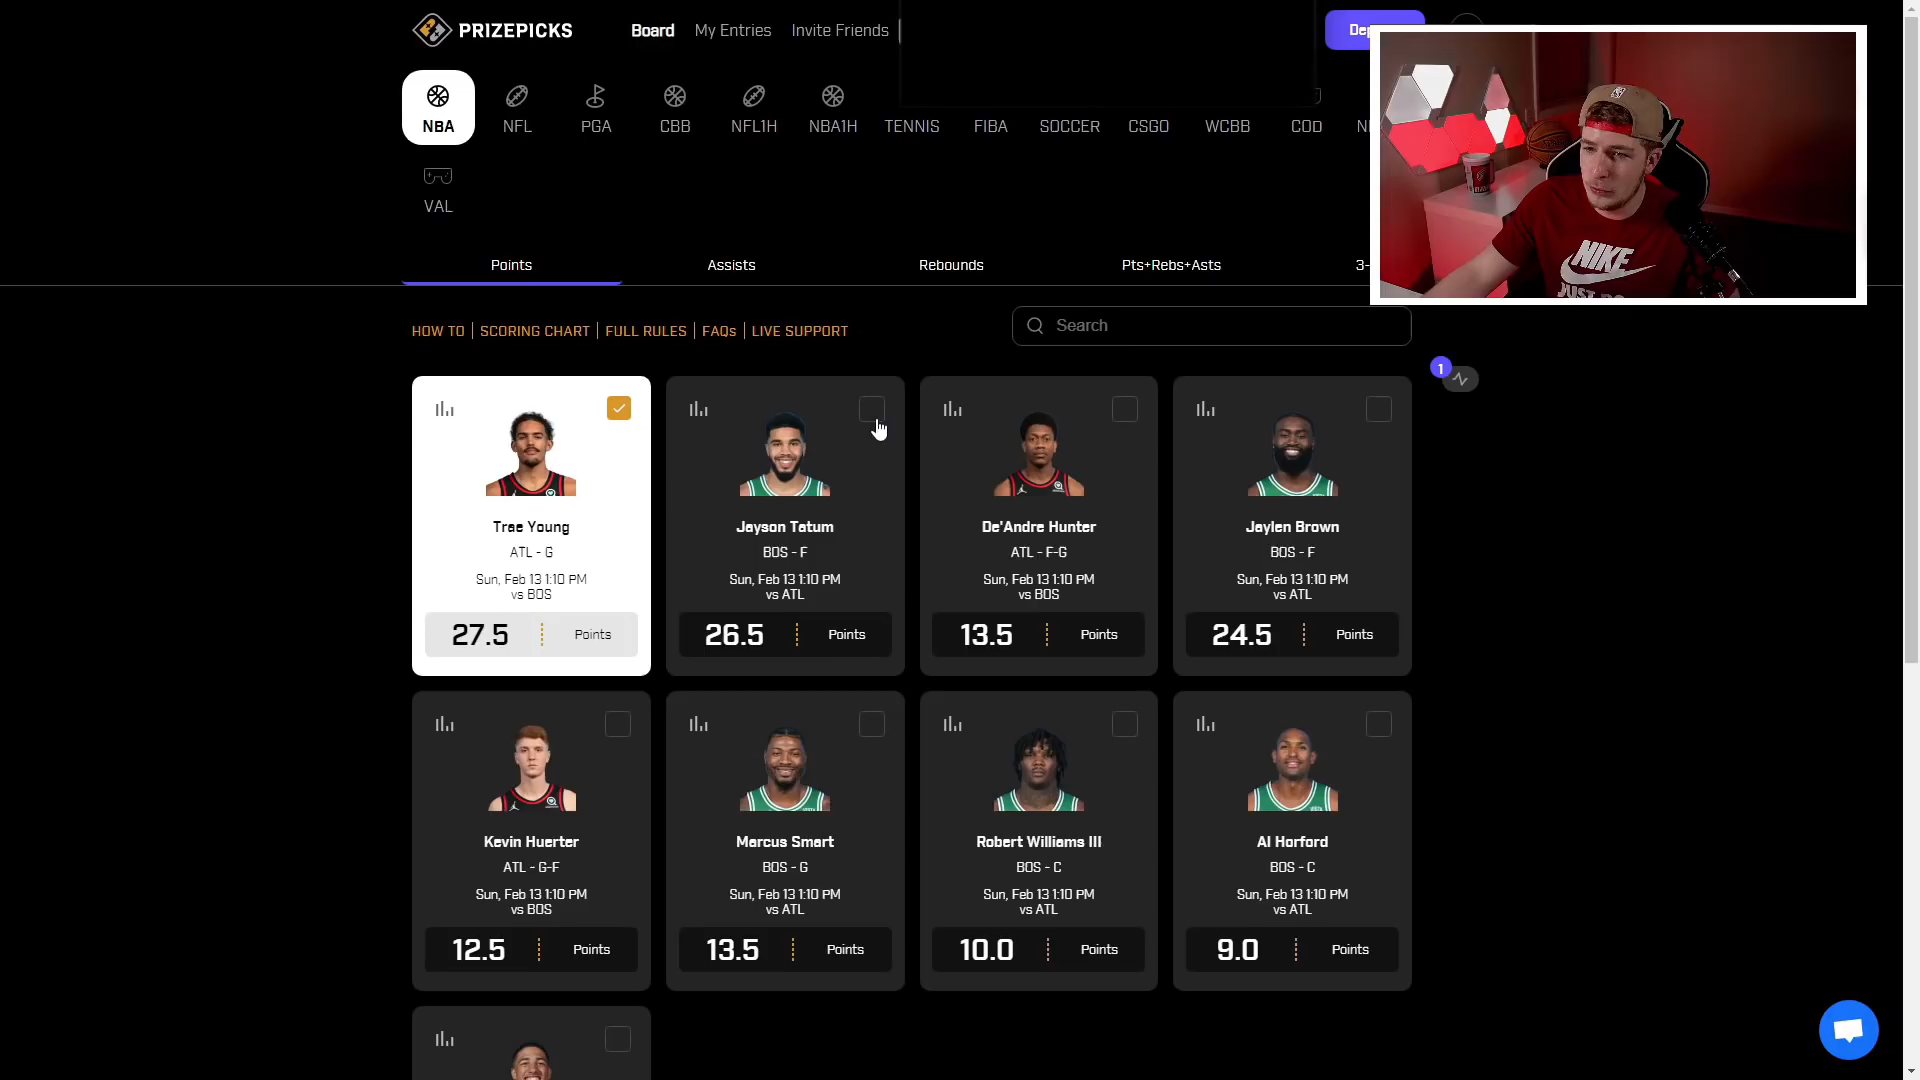 PRIZEPICKS
Board
My Entries
Invite Friends
NBA
NFL
PGA
CBB
NFL1H
NBA1H
TENNIS
FIBA
SOCCER
CSGO
WCBB
COD
VAL
Points
Assists
Rebounds
Pts+Rebs+Asts
3-
HOW TO | SCORING CHART | FULL RULES | FAQs | LIVE SUPPORT
Search
1
Trae Young
ATL - G
Sun, Feb 13 1:10 PM
vs BOS
27.5 Points
Jayson Tatum
BOS - F
Sun, Feb 13 1:10 PM
vs ATL
26.5 Points
De'Andre Hunter
ATL - F-G
Sun, Feb 13 1:10 PM
vs BOS
13.5 Points
Jaylen Brown
BOS - F
Sun, Feb 13 1:10 PM
vs ATL
24.5 Points
Kevin Huerter
ATL - G-F
Sun, Feb 13 1:10 PM
vs BOS
12.5 Points
Marcus Smart
BOS - G
Sun, Feb 13 1:10 PM
vs ATL
13.5 Points
Robert Williams III
BOS - C
Sun, Feb 13 1:10 PM
vs ATL
10.0 Points
Al Horford
BOS - C
Sun, Feb 13 1:10 PM
vs ATL
9.0 Points
NIKE
JUST